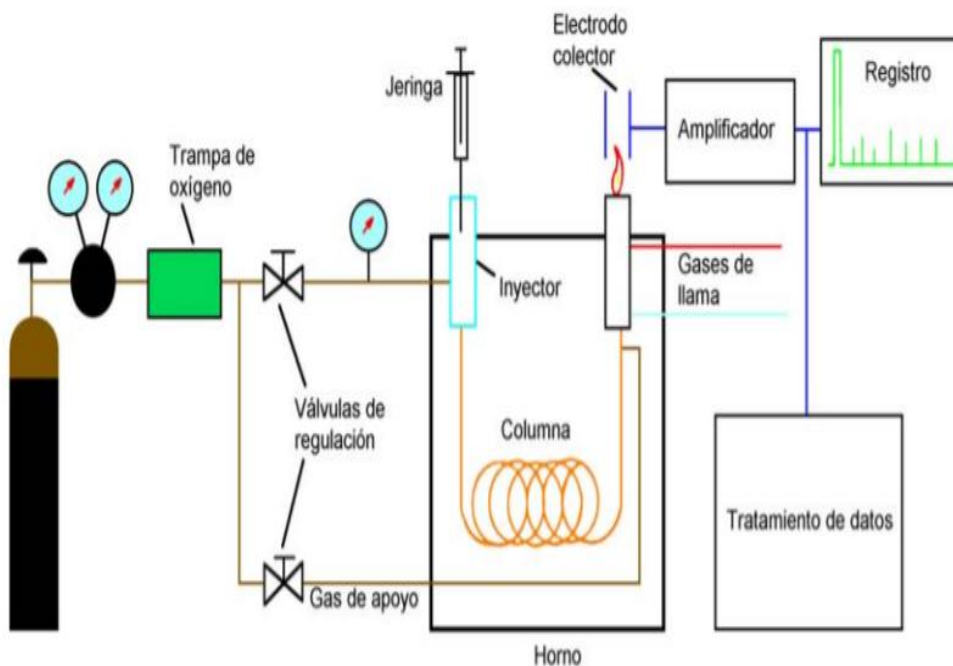 Electrodo
colector
Registro
Jeringa
Amplificador
Trampa de
oxígeno
Inyector
Gases de
llama
Válvulas de
regulación
Columna
Tratamiento de datos
Gas de apoyo
Horno